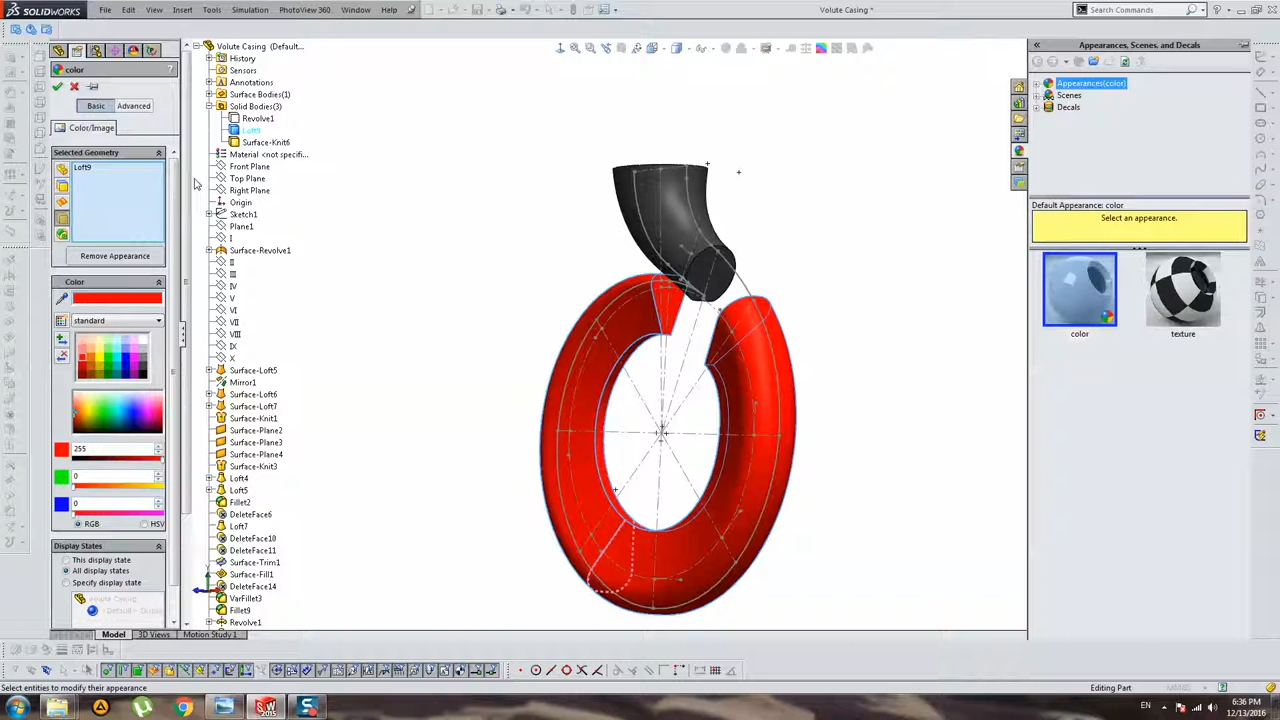 SOLIDWORKS File Edit View Insert Tools Simulation PhotoView 360 Window Help Volute Casing * Search Commands
color ?
Basic Advanced
Color/Image
Selected Geometry
Loft9
Remove Appearance
Color
standard
255
0
0
RGB HSV
Display States
This display state
All display states
Specify display state
Volute Casing
Volute Casing (Default...
History
Sensors
Annotations
Surface Bodies(1)
Solid Bodies(3)
Revolve1
Loft9
Surface-Knit6
Material <not specifi...
Front Plane
Top Plane
Right Plane
Origin
Sketch1
Plane1
I
Surface-Revolve1
II
III
IV
V
VI
VII
VIII
IX
X
Surface-Loft5
Mirror1
Surface-Loft6
Surface-Loft7
Surface-Knit1
Surface-Plane2
Surface-Plane3
Surface-Plane4
Surface-Knit3
Loft4
Loft5
Fillet2
DeleteFace6
Loft7
DeleteFace10
DeleteFace11
Surface-Trim1
Surface-Fill1
DeleteFace14
VarFillet3
Fillet9
Revolve1
Appearances, Scenes, and Decals
Appearances(color)
Scenes
Decals
Default Appearance: color
Select an appearance.
color texture
Model 3D Views Motion Study 1
Select entities to modify their appearance Editing Part
EN 6:36 PM
12/13/2016